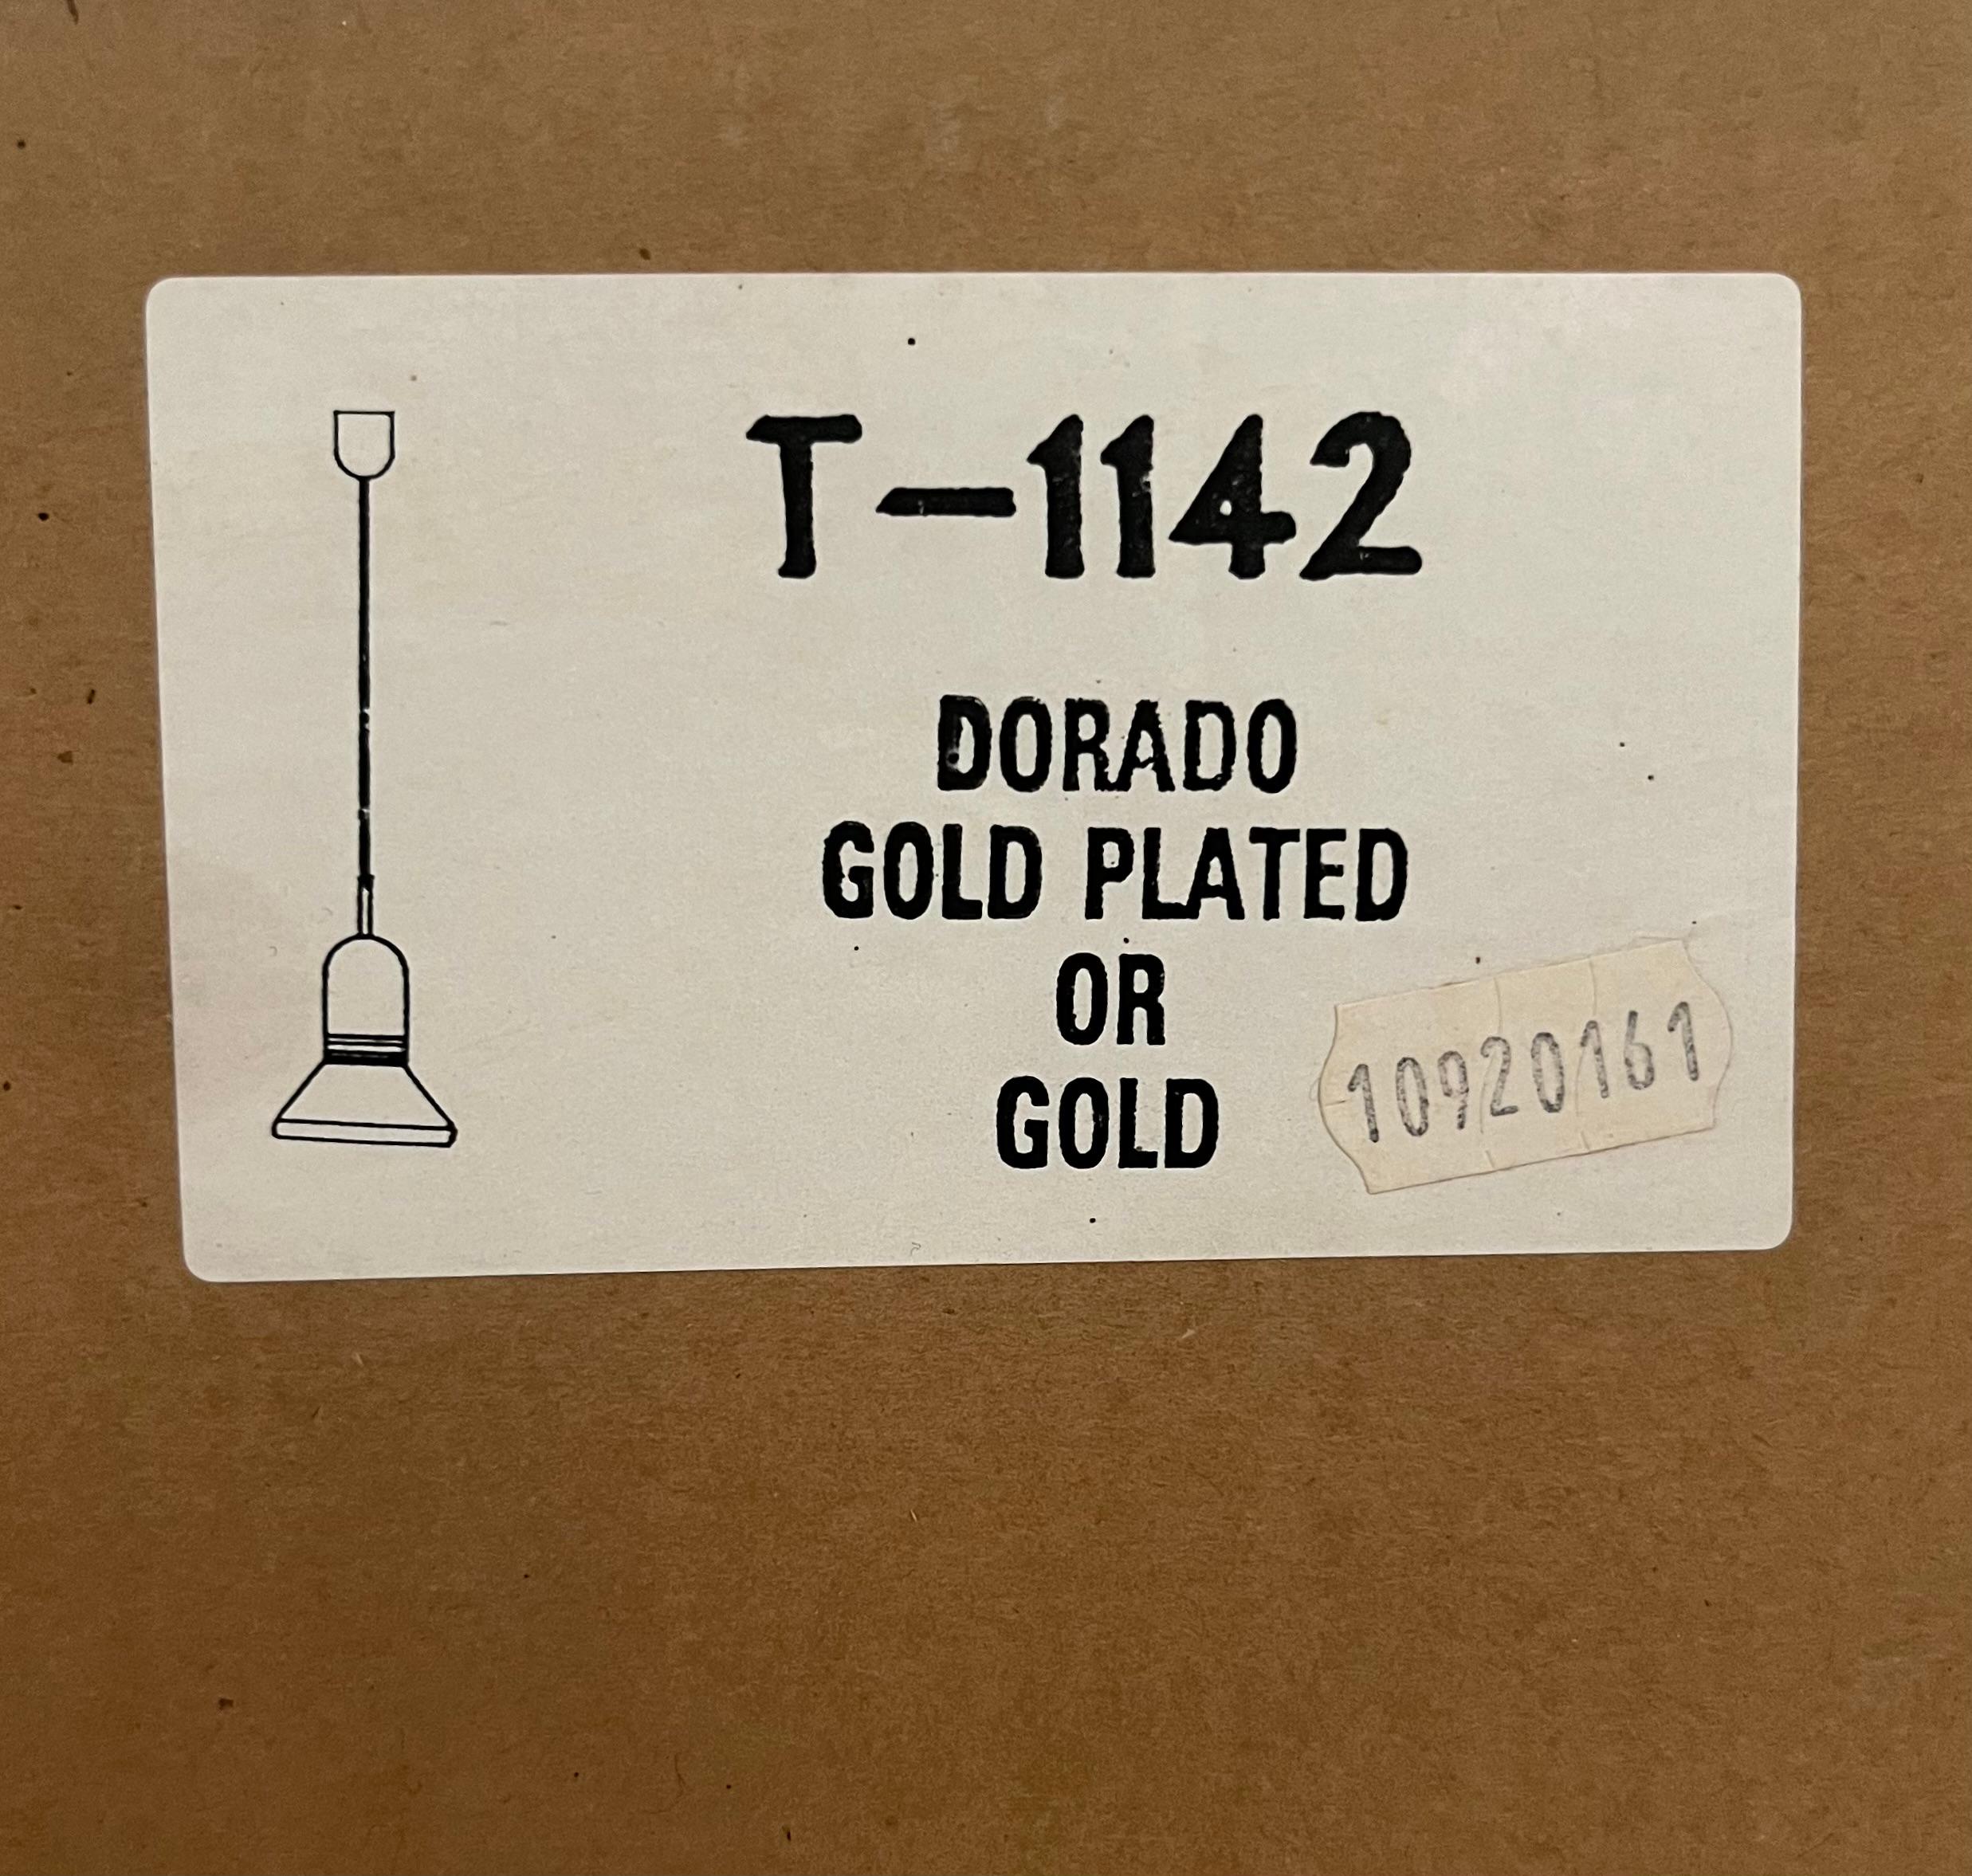 T-1142
DORADO
GOLD PLATED
OR
GOLD
10920161